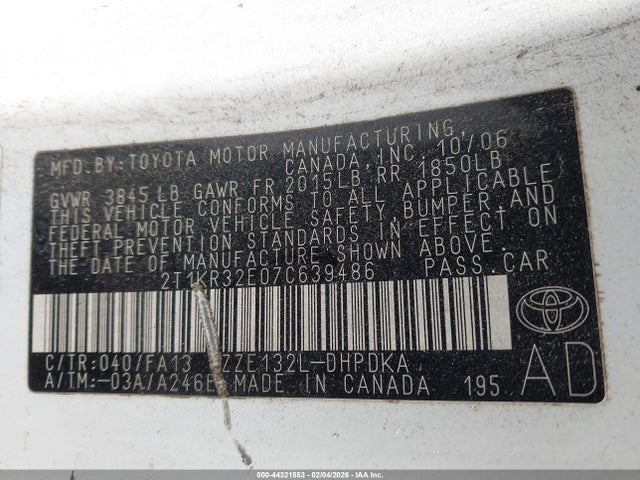 MFD. BY: TOYOTA MOTOR MANUFACTURING,
CANADA, INC. 10/06
GVWR 3845 LB GAWR FR 2015LB, RR 1850LB
THIS VEHICLE CONFORMS TO ALL APPLICABLE
FEDERAL MOTOR VEHICLE SAFETY, BUMPER, AND
THEFT PREVENTION STANDARDS IN EFFECT ON
THE DATE OF MANUFACTURE SHOWN ABOVE.
2T1KR32E07C639486 PASS. CAR
C/TR: 040/FA13 ZZE132L-DHPDKA
A/TM: -03A/A246E MADE IN CANADA 195
TOYOTA
AD
000-44321553 | 02/04/2026 - IAA Inc.